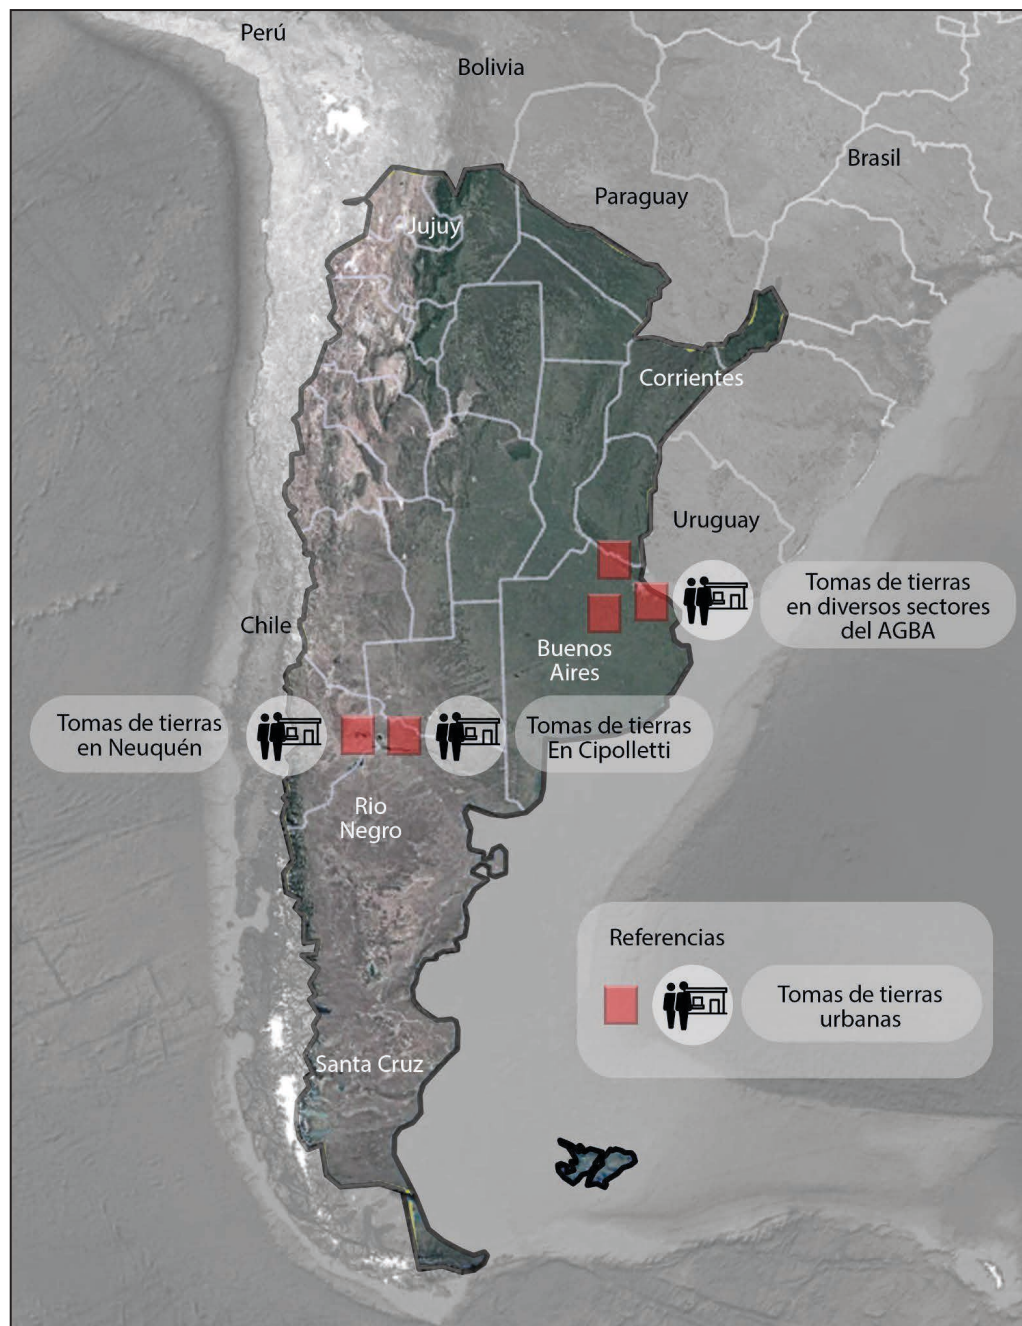 Perú
Bolivia
Brasil
Paraguay
Jujuy
Corrientes
Uruguay
Tomas de tierras
en diversos sectores
del AGBA
Chile
Buenos
Aires
Tomas de tierras
en Neuquén
Tomas de tierras
En Cipolletti
Rio
Negro
Referencias
Tomas de tierras
urbanas
Santa Cruz